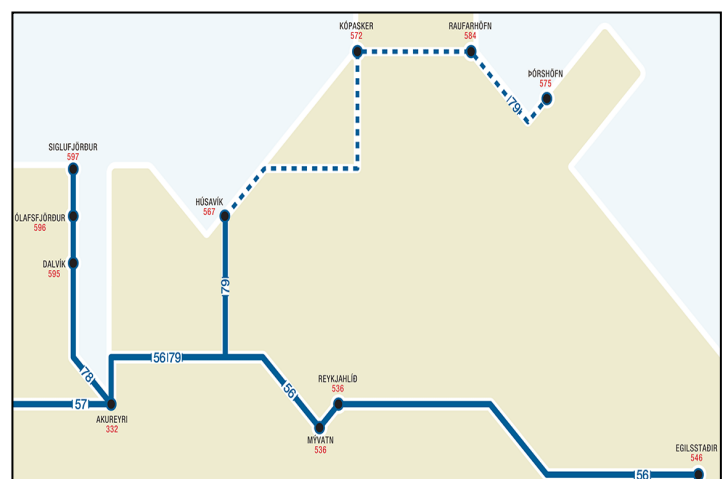 KÓPASKER
572
RAUFARHÖFN
584
ÞÓRSHÖFN
575
79
SIGLUFJÖRÐUR
597
HÚSAVÍK
567
ÓLAFSFJÖRÐUR
596
DALVÍK
595
79
56|79
78
56
REYKJAHLÍÐ
536
57
AKUREYRI
332
MÝVATN
536
EGILSSTAÐIR
546
56